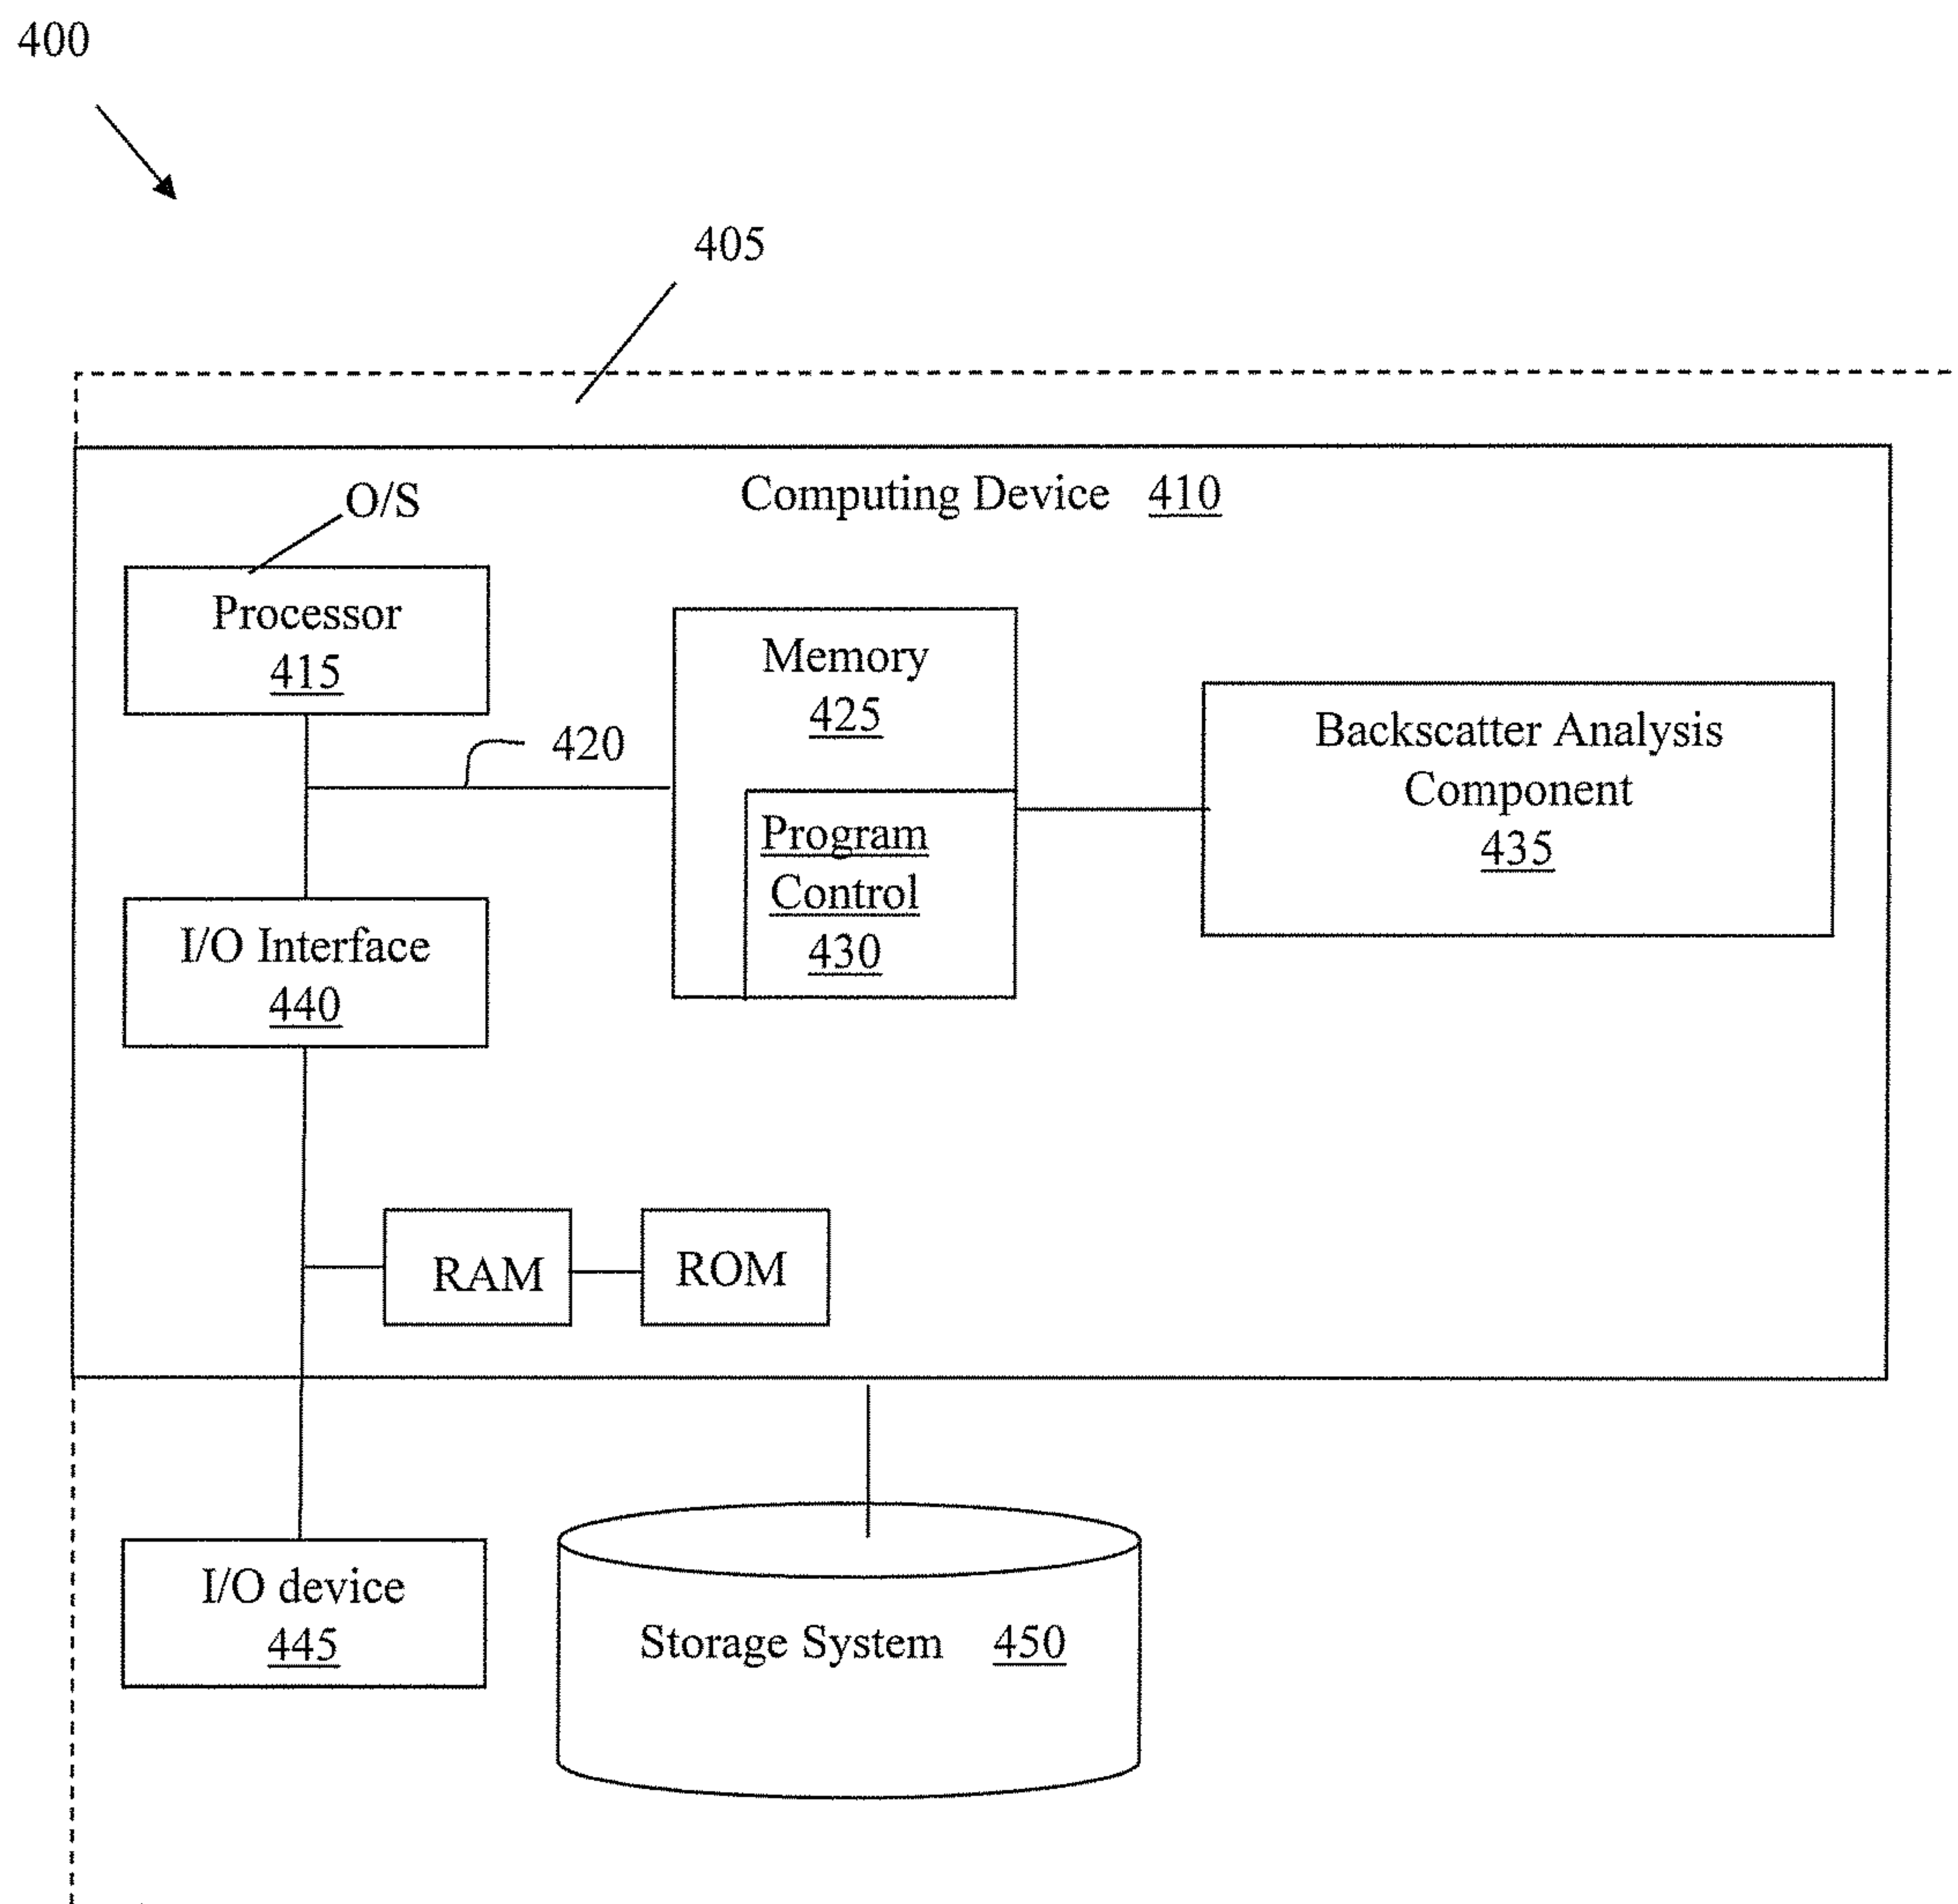 400
405
Computing Device 410
O/S
Processor
415
420
Memory
425
Program
Control
430
Backscatter Analysis
Component
435
I/O Interface
440
RAM
ROM
I/O device
445
Storage System 450